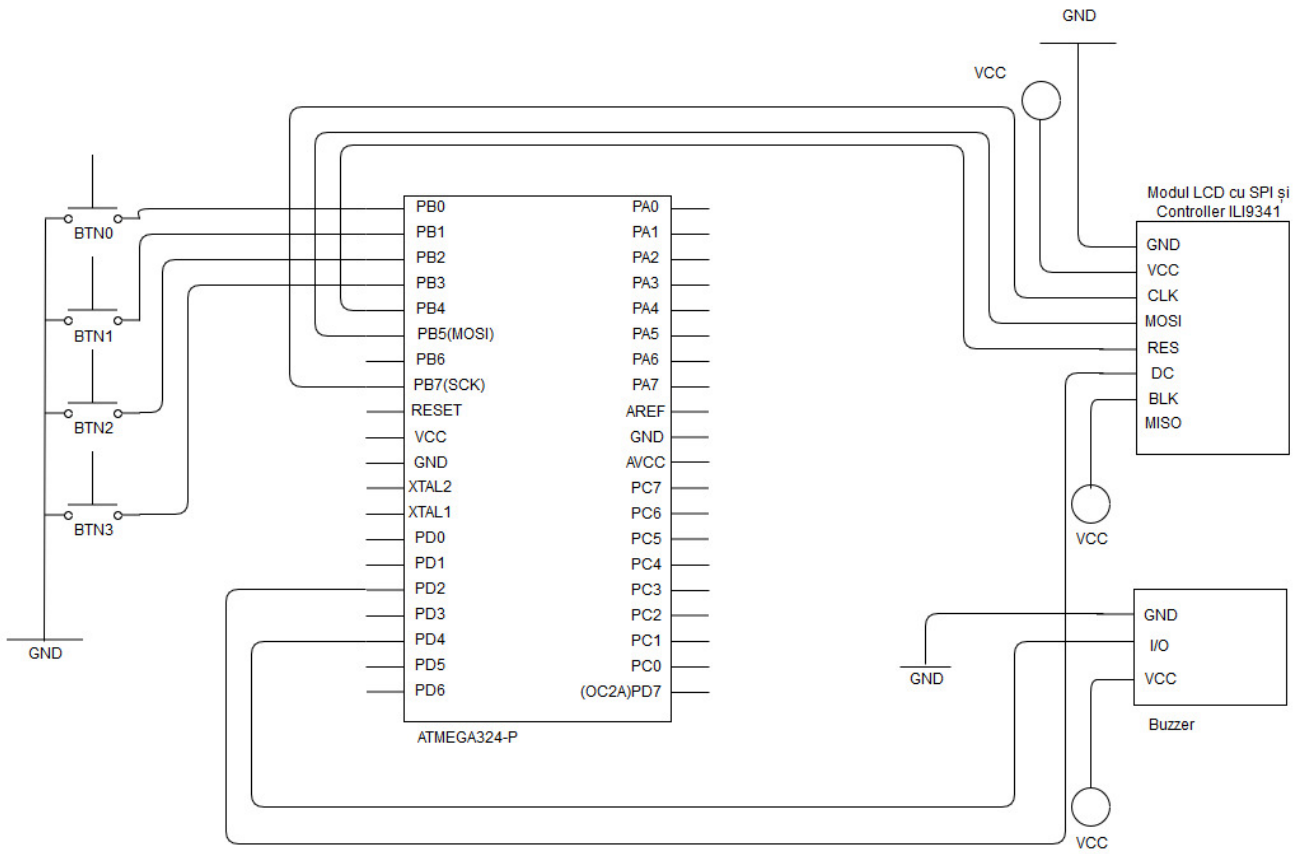 GND
VCC
Modul LCD cu SPI și
Controller ILI9341
GND
VCC
CLK
MOSI
RES
DC
BLK
MISO
VCC
BTN0
BTN1
BTN2
BTN3
GND
PB0
PB1
PB2
PB3
PB4
PB5(MOSI)
PB6
PB7(SCK)
RESET
VCC
GND
XTAL2
XTAL1
PD0
PD1
PD2
PD3
PD4
PD5
PD6
PA0
PA1
PA2
PA3
PA4
PA5
PA6
PA7
AREF
GND
AVCC
PC7
PC6
PC5
PC4
PC3
PC2
PC1
PC0
(OC2A)PD7
ATMEGA324-P
GND
GND
I/O
VCC
Buzzer
VCC